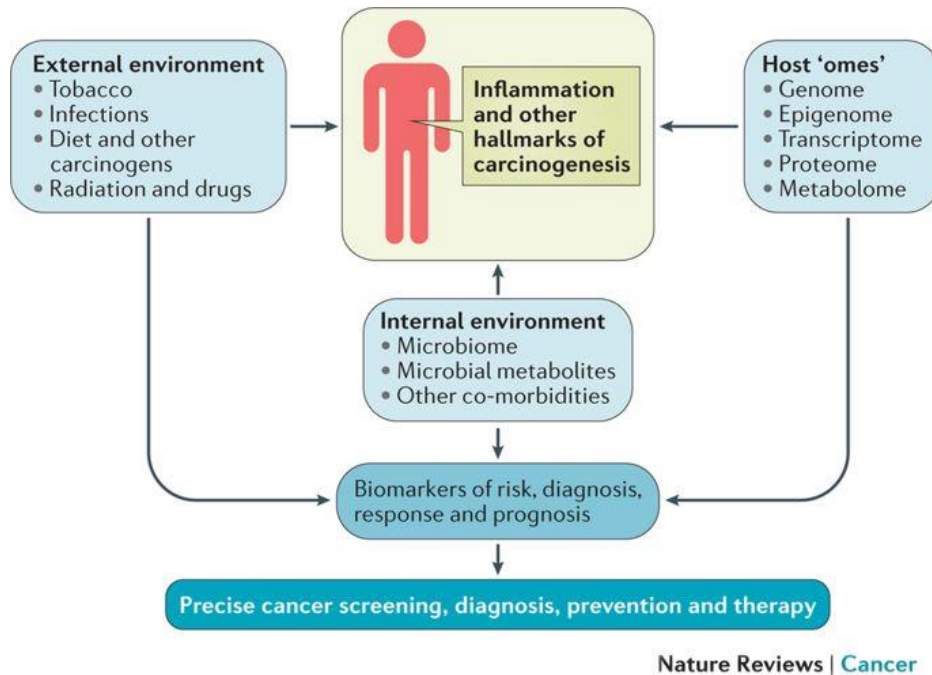 External environment
• Tobacco
• Infections
• Diet and other
carcinogens
• Radiation and drugs
Inflammation
and other
hallmarks of
carcinogenesis
Host ‘omes’
• Genome
• Epigenome
• Transcriptome
• Proteome
• Metabolome
Internal environment
• Microbiome
• Microbial metabolites
• Other co-morbidities
Biomarkers of risk, diagnosis,
response and prognosis
Precise cancer screening, diagnosis, prevention and therapy
Nature Reviews | Cancer